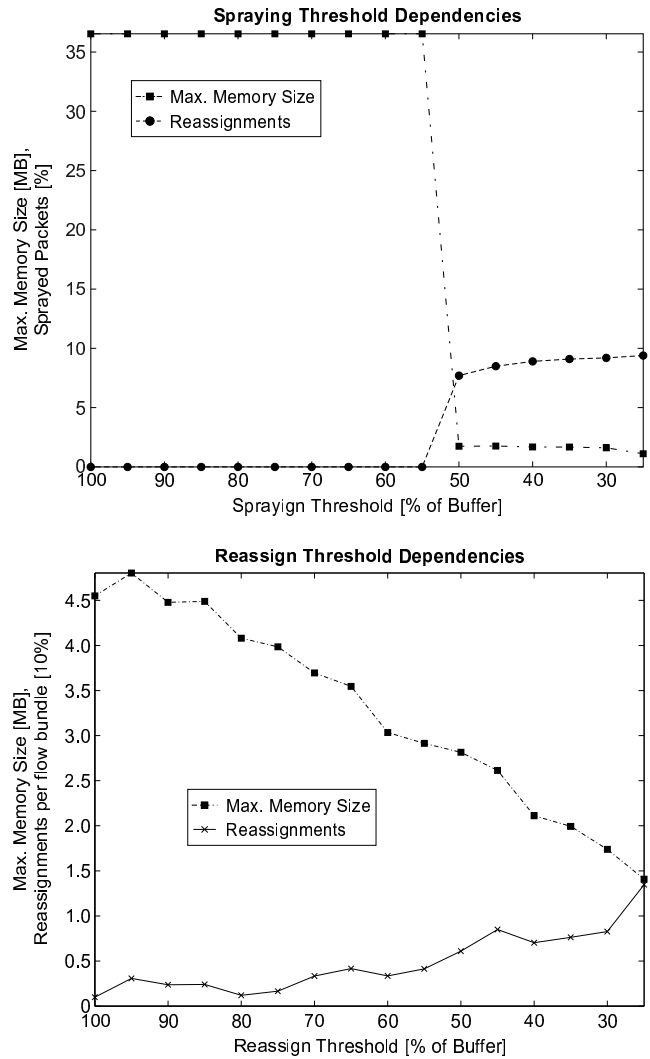 Spraying Threshold Dependencies
35
30
25
20
15
10
5
0
Max. Memory Size [MB],
Sprayed Packets [%]
Max. Memory Size
Reassignments
100 90 80 70 60 50 40 30
Sprayign Threshold [% of Buffer]
Reassign Threshold Dependencies
4.5
4.0
3.5
3.0
2.5
2.0
1.5
1.0
0.5
0
Max. Memory Size [MB],
Reassignments per flow bundle [10%]
Max. Memory Size
Reassignments
100 90 80 70 60 50 40 30
Reassign Threshold [% of Buffer]